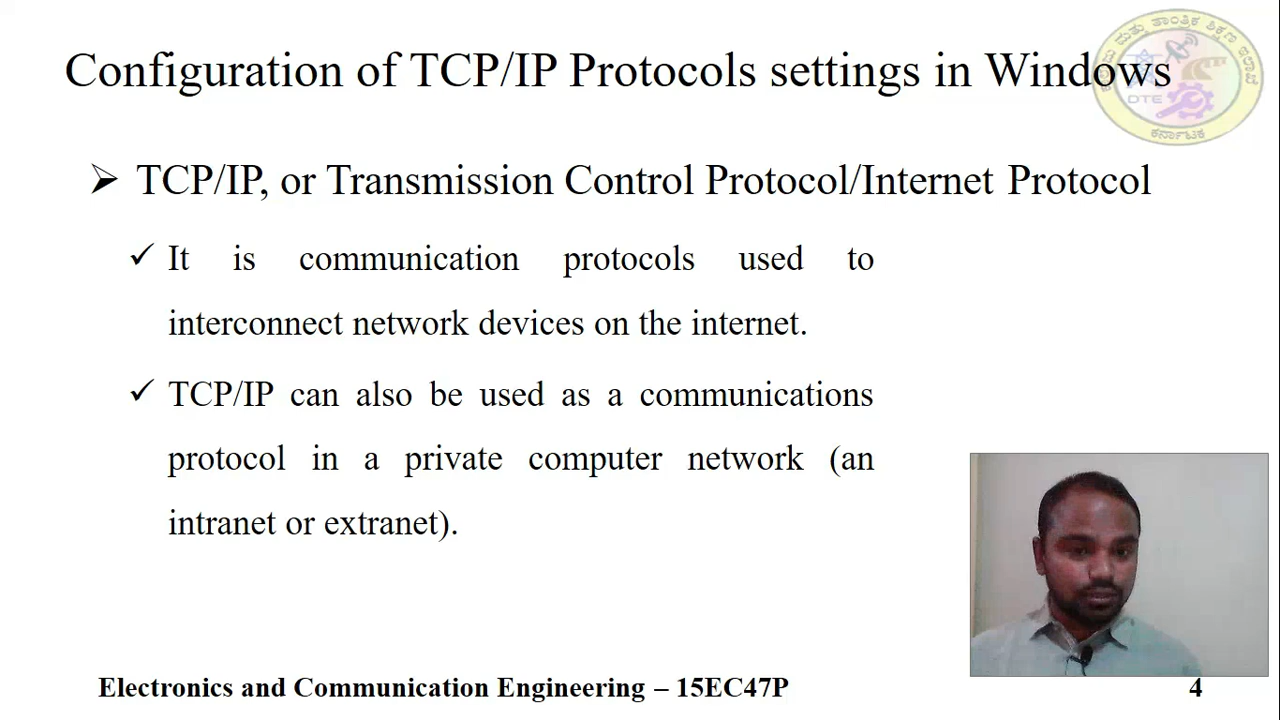 Configuration of TCP/IP Protocols settings in Windows
➢ TCP/IP, or Transmission Control Protocol/Internet Protocol
✓ It is communication protocols used to
interconnect network devices on the internet.
✓ TCP/IP can also be used as a communications
protocol in a private computer network (an
intranet or extranet).
Electronics and Communication Engineering – 15EC47P
4
DTE
ಕರ್ನಾಟಕ